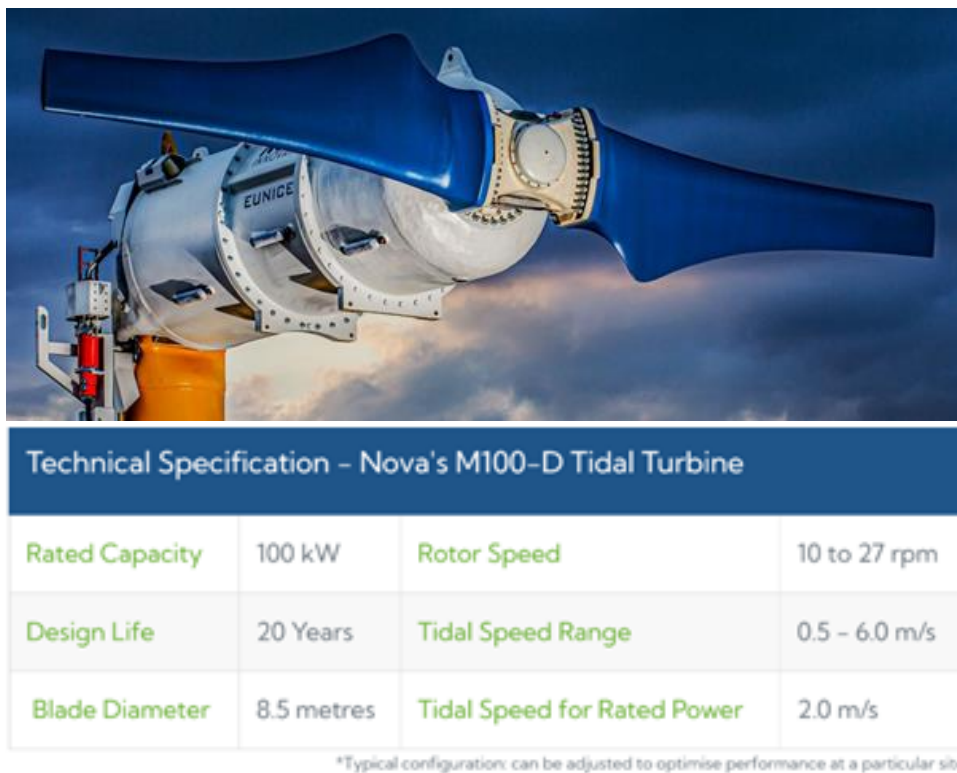 EUNICE
Technical Specification - Nova's M100-D Tidal Turbine
Rated Capacity 100 kW Rotor Speed 10 to 27 rpm
Design Life 20 Years Tidal Speed Range 0.5 - 6.0 m/s
Blade Diameter 8.5 metres Tidal Speed for Rated Power 2.0 m/s
*Typical configuration: can be adjusted to optimise performance at a particular